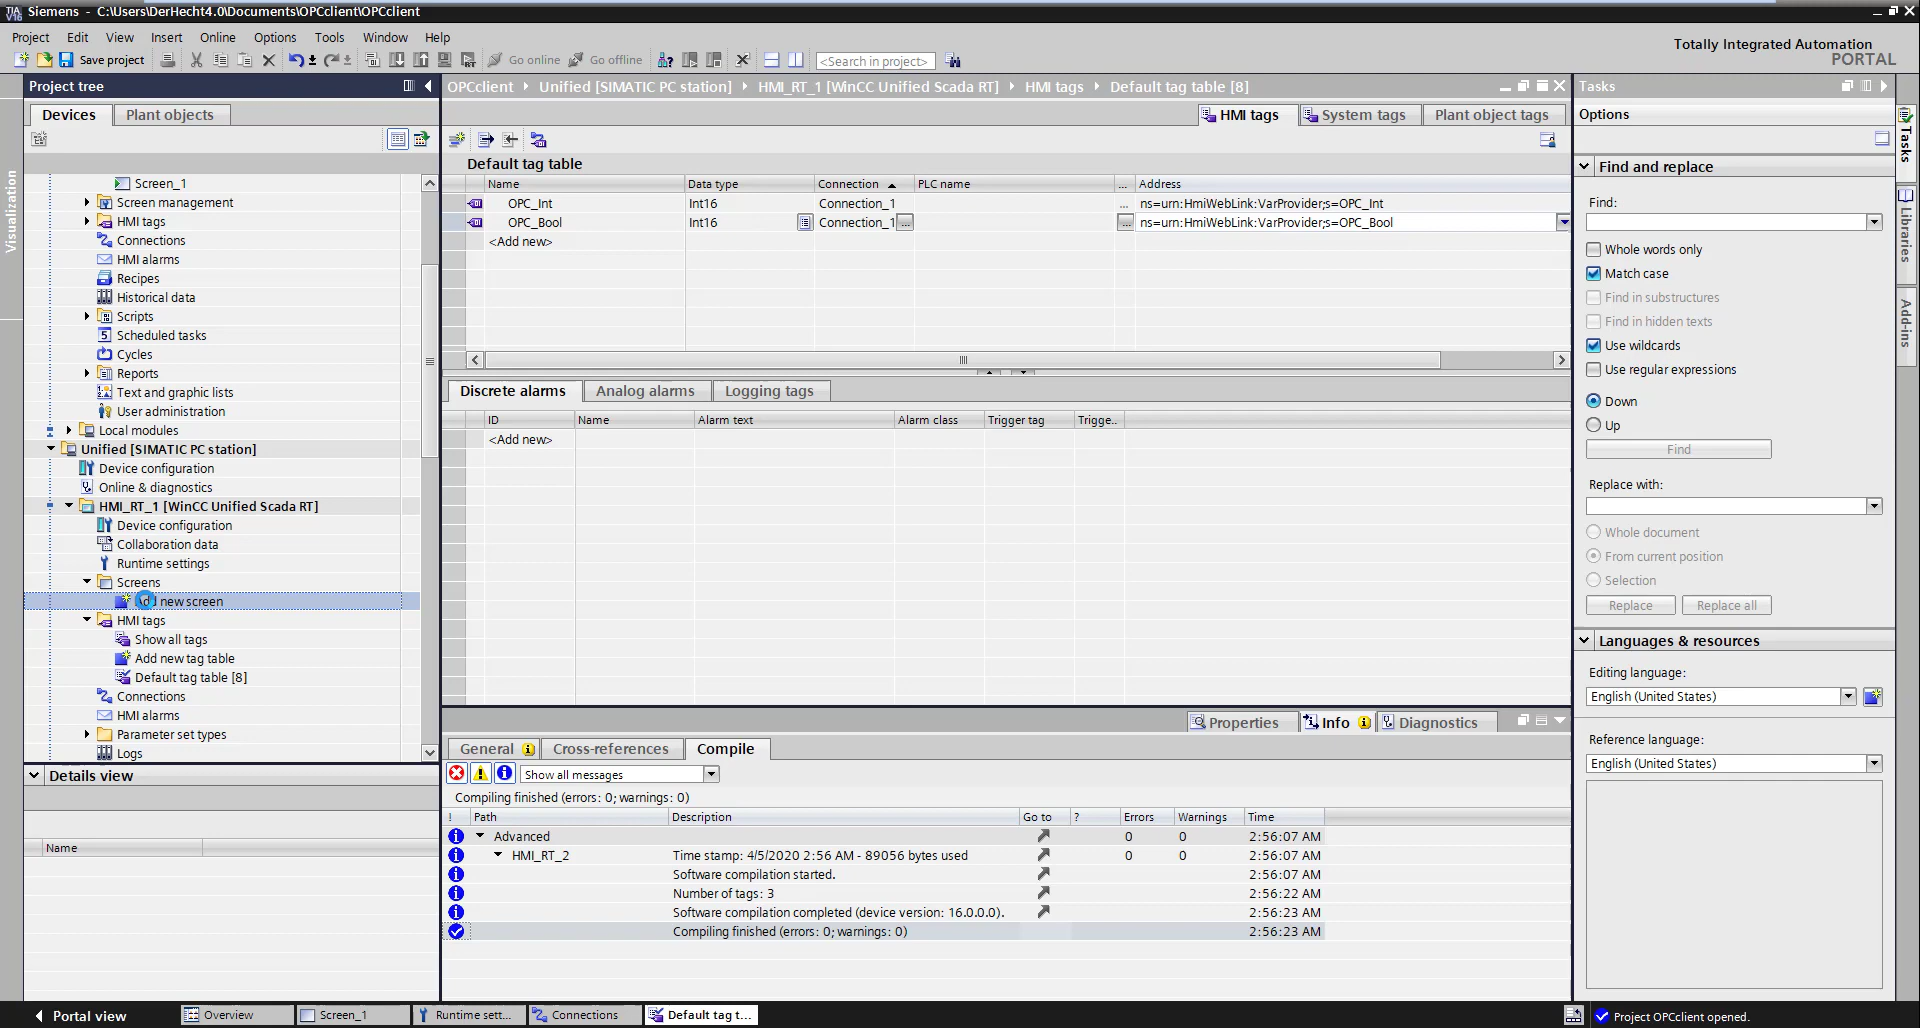 Siemens - C:\Users\DerHecht4.0\Documents\OPCclient\OPCclient
Project Edit View Insert Online Options Tools Window Help
Totally Integrated Automation
PORTAL
Save project
Go online
Go offline
<Search in project>
Project tree
OPCclient
Unified [SIMATIC PC station]
HMI_RT_1 [WinCC Unified Scada RT]
HMI tags
Default tag table [8]
Tasks
Devices
Plant objects
HMI tags
System tags
Plant object tags
Options
Visualization
Tasks
Libraries
Add-ins
Default tag table
Name Data type Connection PLC name ... Address
OPC_Int Int16 Connection_1 ... ns=urn:HmiWebLink:VarProvider;s=OPC_Int
OPC_Bool Int16 Connection_1 ... ... ns=urn:HmiWebLink:VarProvider;s=OPC_Bool
<Add new>
Screen_1
Screen management
HMI tags
Connections
HMI alarms
Recipes
Historical data
Scripts
Scheduled tasks
Cycles
Reports
Text and graphic lists
User administration
Local modules
Unified [SIMATIC PC station]
Device configuration
Online & diagnostics
HMI_RT_1 [WinCC Unified Scada RT]
Device configuration
Collaboration data
Runtime settings
Screens
new screen
HMI tags
Show all tags
Add new tag table
Default tag table [8]
Connections
HMI alarms
Parameter set types
Logs
Details view
Name
Discrete alarms
Analog alarms
Logging tags
ID Name Alarm text Alarm class Trigger tag Trigge..
<Add new>
Properties
Info
Diagnostics
General
Cross-references
Compile
Show all messages
Compiling finished (errors: 0; warnings: 0)
! Path Description Go to ? Errors Warnings Time
Advanced 0 0 2:56:07 AM
HMI_RT_2 Time stamp: 4/5/2020 2:56 AM - 89056 bytes used 0 0 2:56:07 AM
Software compilation started. 2:56:07 AM
Number of tags: 3 2:56:22 AM
Software compilation completed (device version: 16.0.0.0). 2:56:23 AM
Compiling finished (errors: 0; warnings: 0) 2:56:23 AM
Find and replace
Find:
Whole words only
Match case
Find in substructures
Find in hidden texts
Use wildcards
Use regular expressions
Down
Up
Find
Replace with:
Whole document
From current position
Selection
Replace
Replace all
Languages & resources
Editing language:
English (United States)
Reference language:
English (United States)
Portal view
Overview
Screen_1
Runtime sett...
Connections
Default tag t...
Project OPCclient opened.